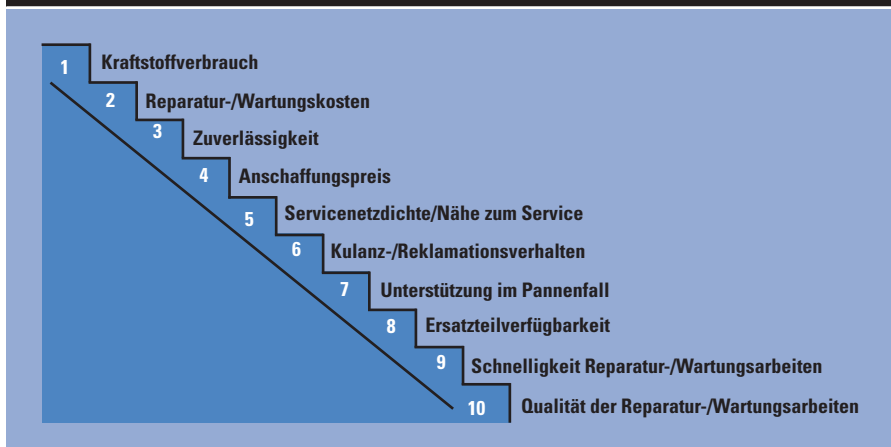 1 Kraftstoffverbrauch
2 Reparatur-/Wartungskosten
3 Zuverlässigkeit
4 Anschaffungspreis
5 Servicenetzdichte/Nähe zum Service
6 Kulanz-/Reklamationsverhalten
7 Unterstützung im Pannenfall
8 Ersatzteilverfügbarkeit
9 Schnelligkeit Reparatur-/Wartungsarbeiten
10 Qualität der Reparatur-/Wartungsarbeiten